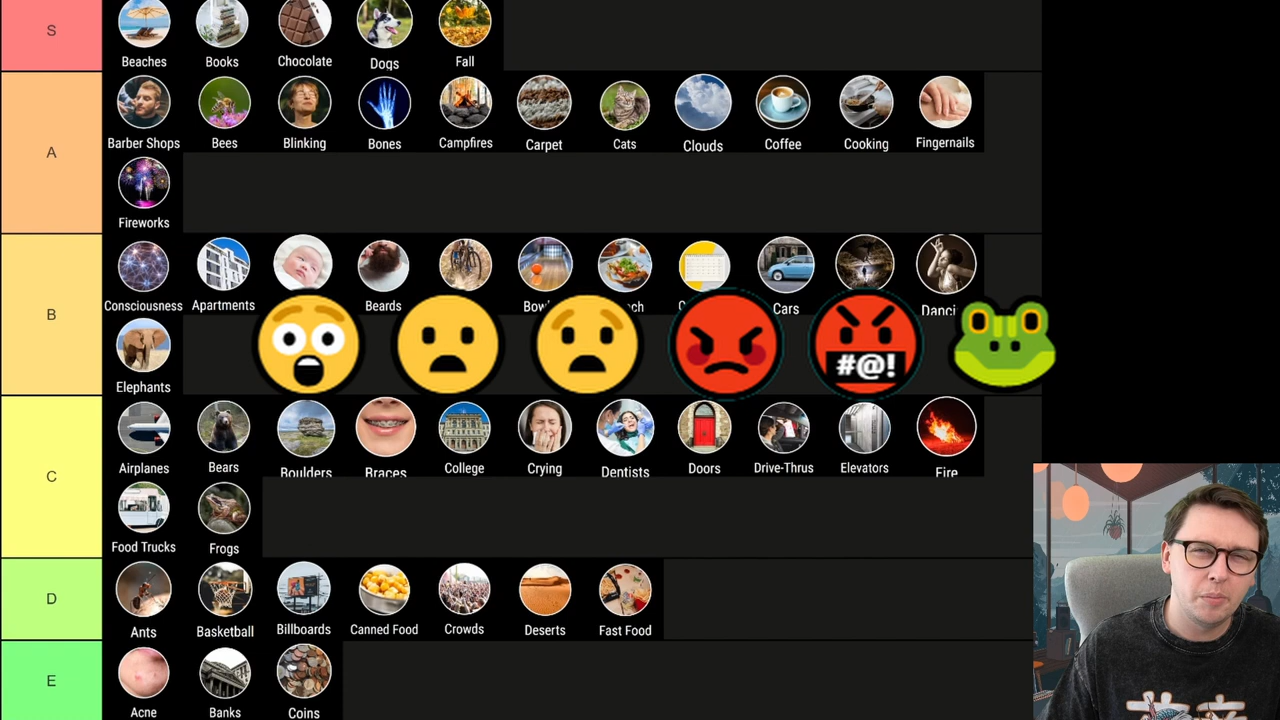 S
Beaches
Books
Chocolate
Dogs
Fall
A
Barber Shops
Bees
Blinking
Bones
Campfires
Carpet
Cats
Clouds
Coffee
Cooking
Fingernails
Fireworks
B
Consciousness
Apartments
Beards
Cars
Elephants
#@!
C
Airplanes
Bears
Boulders
Braces
College
Crying
Dentists
Doors
Drive-Thrus
Elevators
Fire
Food Trucks
Frogs
D
Ants
Basketball
Billboards
Canned Food
Crowds
Deserts
Fast Food
E
Acne
Banks
Coins